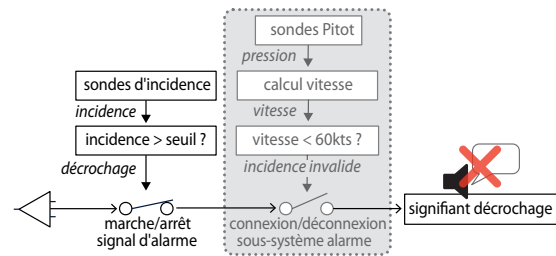 sondes Pitot
pression
sondes d'incidence
calcul vitesse
incidence
vitesse
incidence > seuil ?
vitesse < 60kts ?
décrochage
incidence invalide
marche/arrêt
signal d'alarme
connexion/déconnexion
sous-système alarme
signifiant décrochage